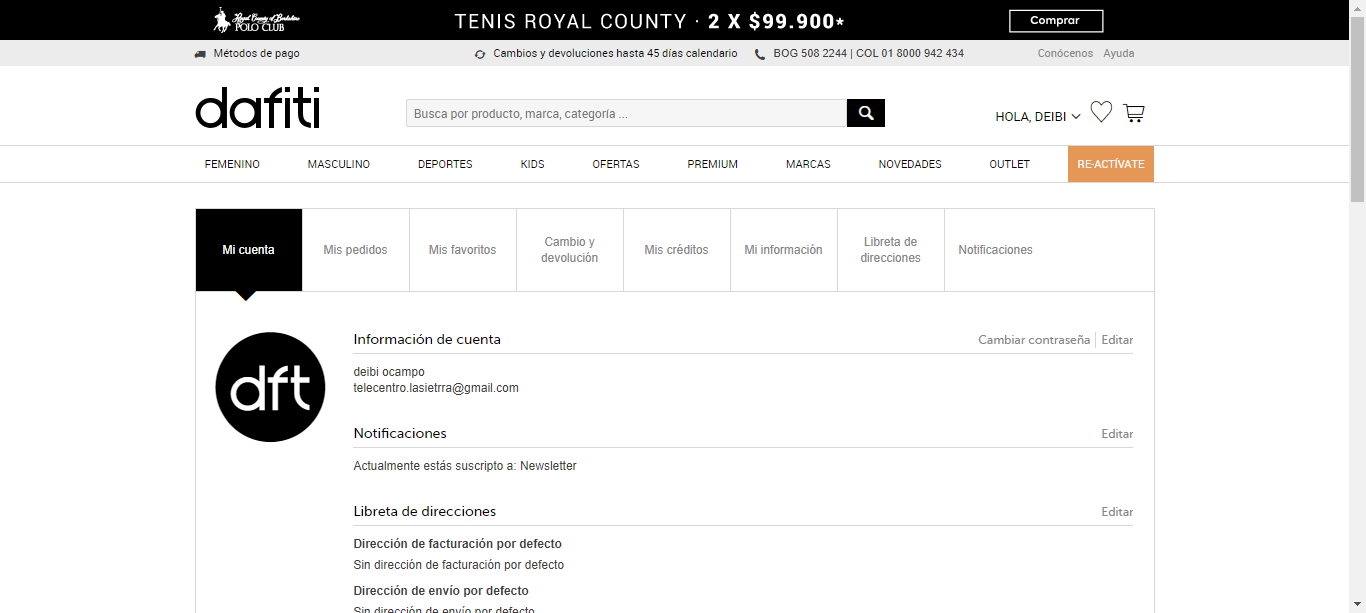 Royal County of Berkshire
POLO CLUB
TENIS ROYAL COUNTY · 2 X $99.900*
Comprar
Métodos de pago
Cambios y devoluciones hasta 45 días calendario
BOG 508 2244 | COL 01 8000 942 434
Conócenos Ayuda
dafiti
Busca por producto, marca, categoría ...
HOLA, DEIBI
FEMENINO MASCULINO DEPORTES KIDS OFERTAS PREMIUM MARCAS NOVEDADES OUTLET RE-ACTÍVATE
Mi cuenta
Mis pedidos
Mis favoritos
Cambio y
devolución
Mis créditos
Mi información
Libreta de
direcciones
Notificaciones
dft
Información de cuenta
Cambiar contraseña | Editar
deibi ocampo
telecentro.lasietrra@gmail.com
Notificaciones
Editar
Actualmente estás suscripto a: Newsletter
Libreta de direcciones
Editar
Dirección de facturación por defecto
Sin dirección de facturación por defecto
Dirección de envío por defecto
Sin dirección de envío por defecto